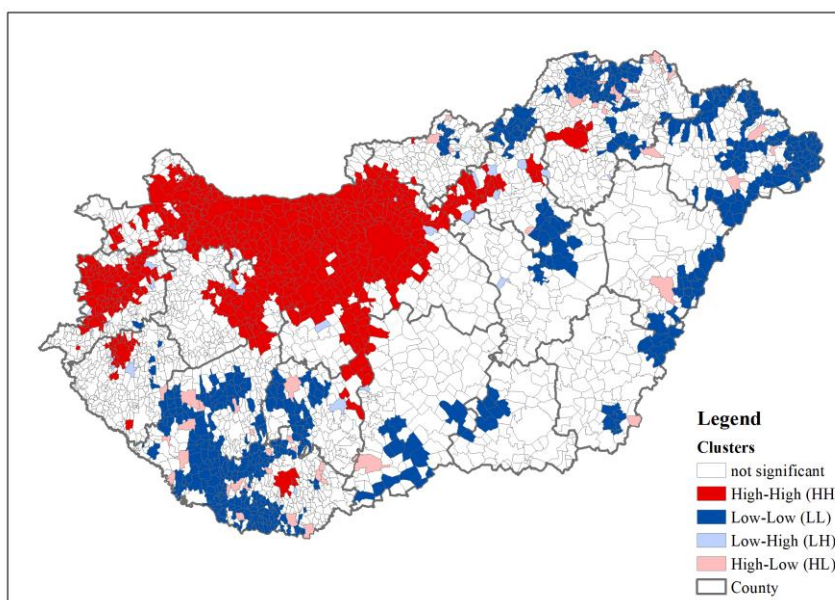 Legend
Clusters
not significant
High-High (HH
Low-Low (LL)
Low-High (LH)
High-Low (HL)
County